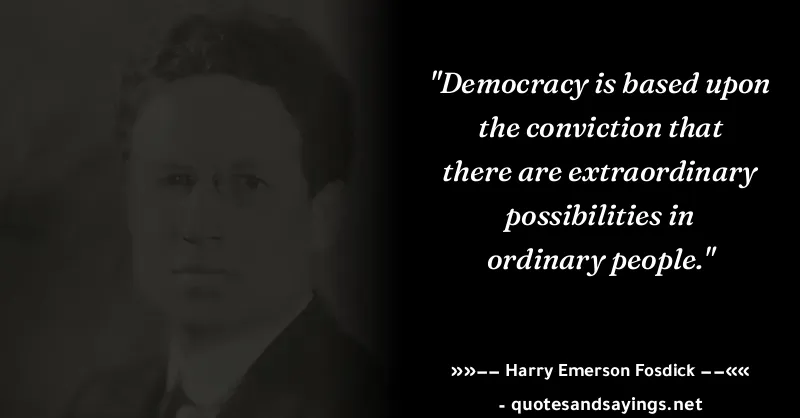 "Democracy is based upon
the conviction that
there are extraordinary
possibilities in
ordinary people."
»»−− Harry Emerson Fosdick −−««
- quotesandsayings.net